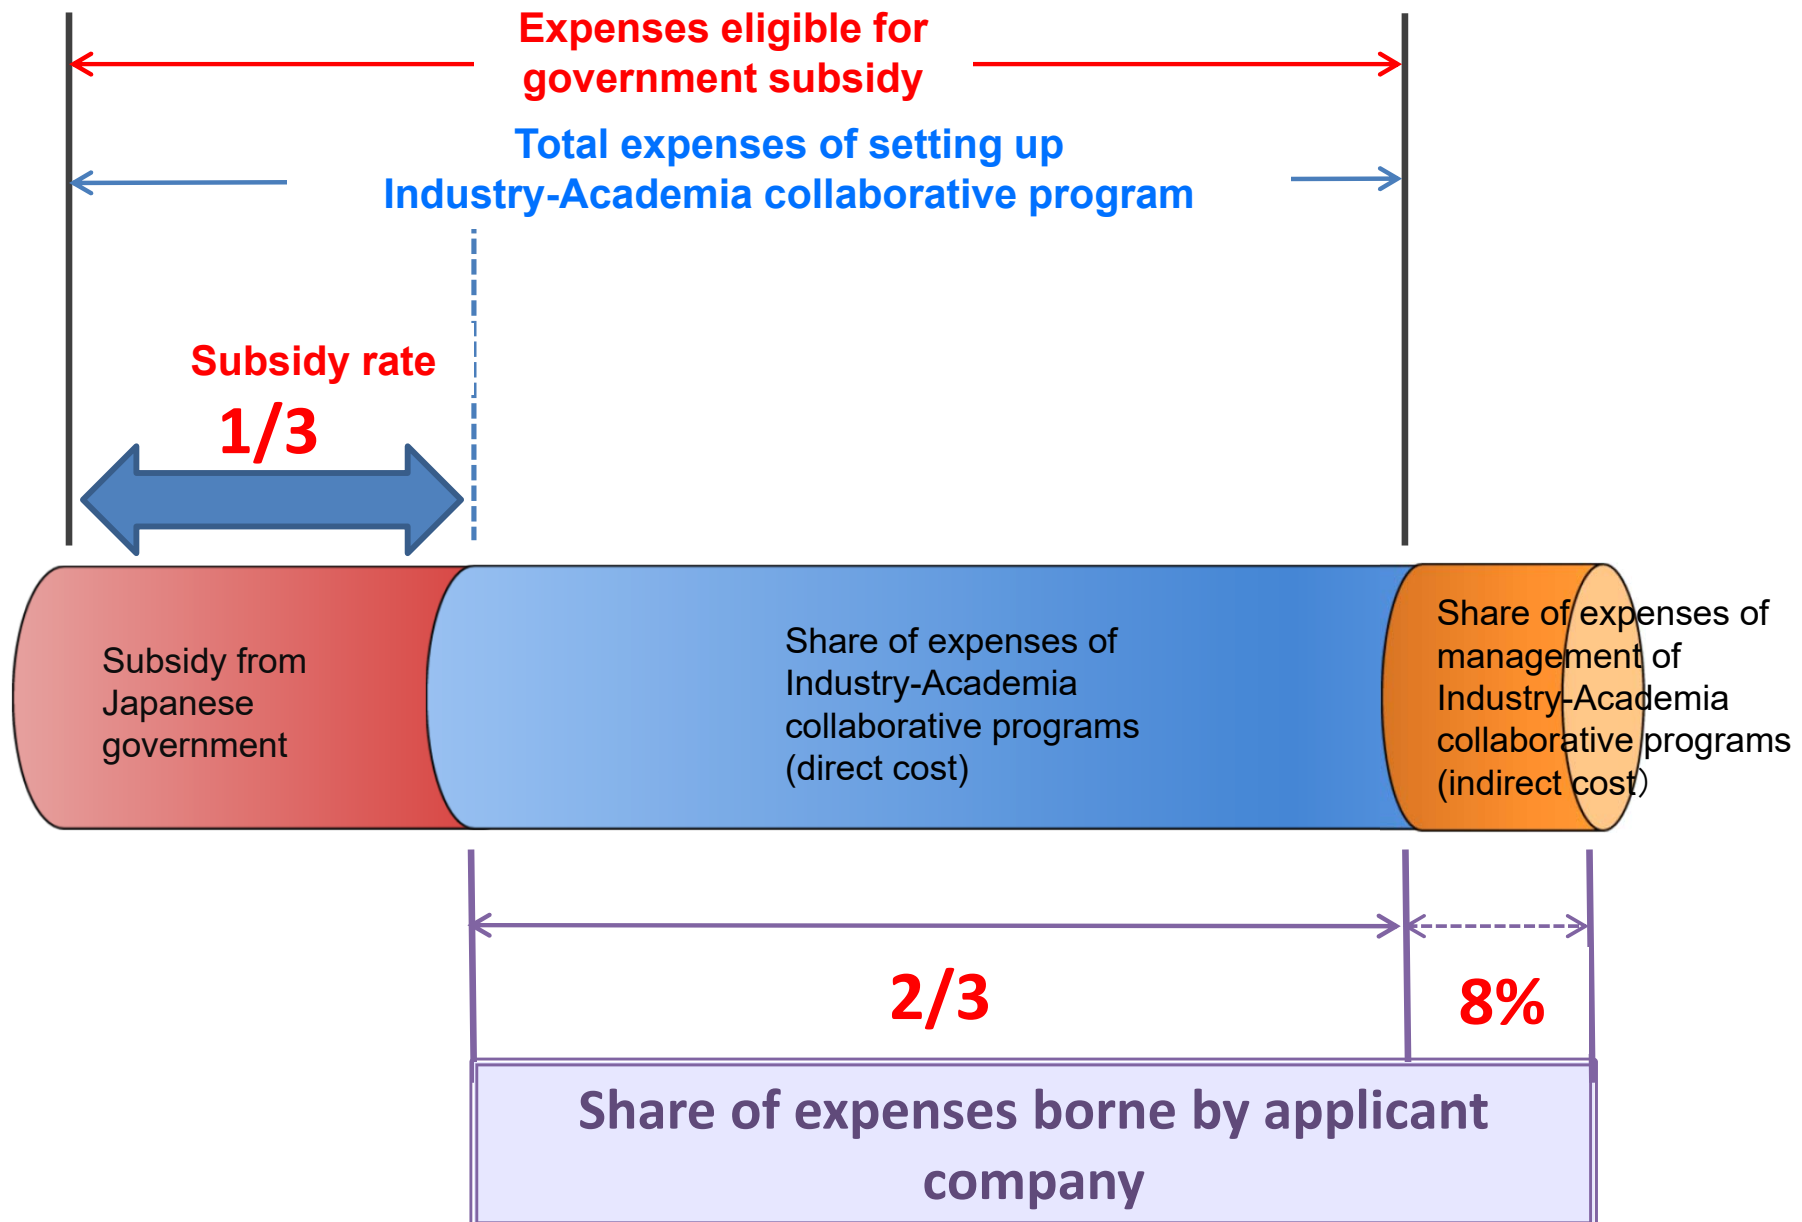 Expenses eligible for
government subsidy
Total expenses of setting up
Industry-Academia collaborative program
Subsidy rate
1/3
Subsidy from
Japanese
government
Share of expenses of
Industry-Academia
collaborative programs
(direct cost)
Share of expenses of
management of
Industry-Academia
collaborative programs
(indirect cost）
2/3
8%
Share of expenses borne by applicant
company